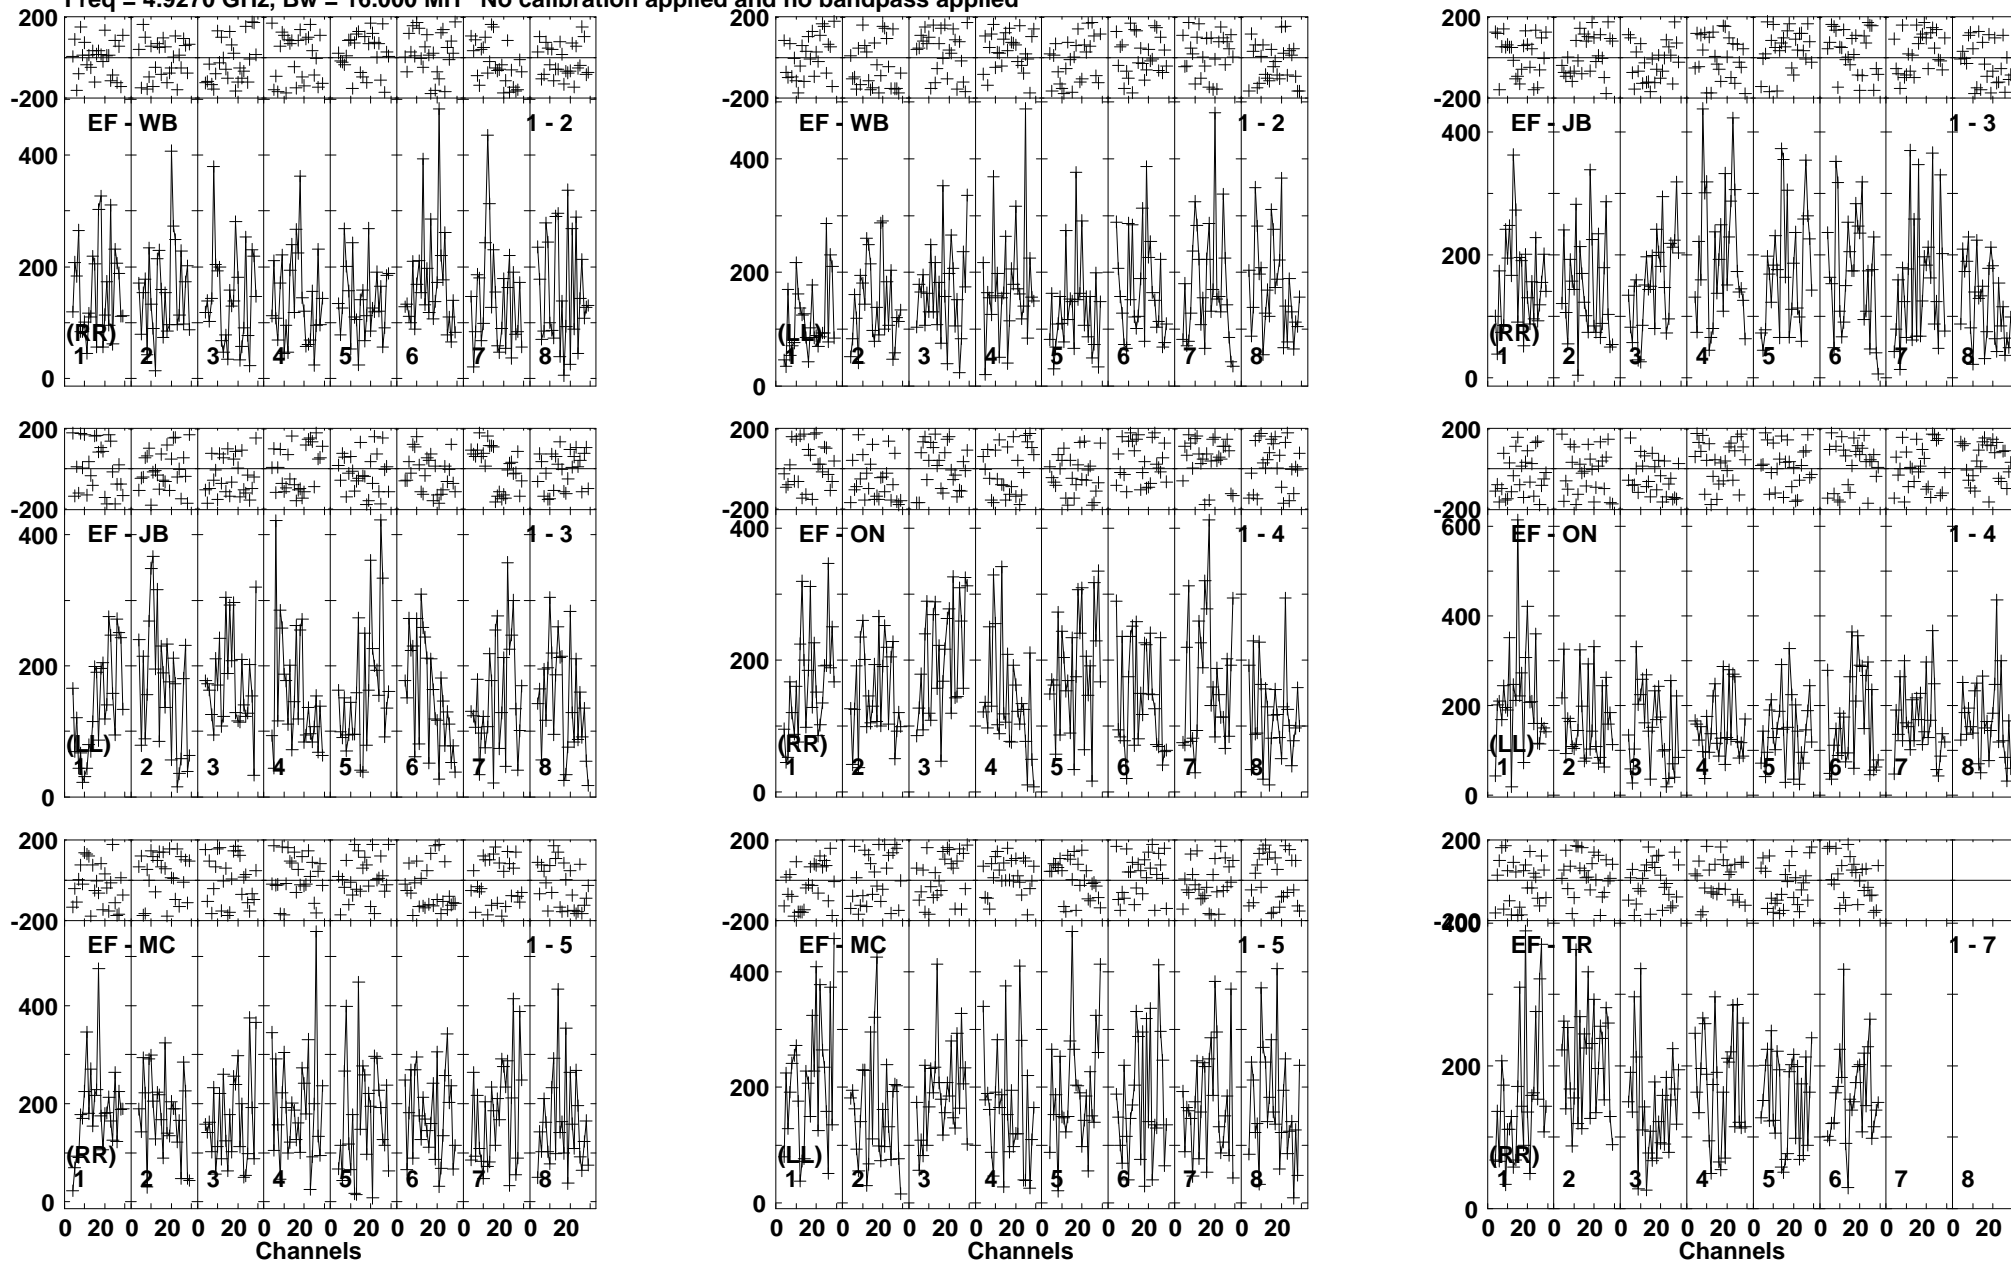 Freq = 4.9270 GHz, Bw = 16.000 MH No calibration applied and no bandpass applied
200 200 200
-200 -200 -200
EF - WB 1 - 2 EF - WB 1 - 2 EF - JB 1 - 3
400 400 400
200 200 200
(RR) (LL) (RR)
1 2 3 4 5 6 7 8 1 2 3 4 5 6 7 8 1 2 3 4 5 6 7 8
0 0 0
200 200 200
-200 -200 -200
EF - JB 1 - 3 EF - ON 1 - 4 EF - ON 1 - 4
400 400 600
400
200 200 200
(LL) (RR) (LL)
1 2 3 4 5 6 7 8 1 2 3 4 5 6 7 8 1 2 3 4 5 6 7 8
0 0 0
200 200 200
-200 -200 -200
400
EF - MC 1 - 5 EF - MC 1 - 5 EF - TR 1 - 7
400 400
200 200 200
(RR) (LL) (RR)
1 2 3 4 5 6 7 8 1 2 3 4 5 6 7 8 1 2 3 4 5 6 7 8
0 0 0
0 20 0 20 0 20 0 20 0 20 0 20 0 20 0 20 0 20 0 20 0 20 0 20 0 20 0 20 0 20 0 20 0 20 0 20 0 20 0 20 0 20 0 20 0 20 0 20
Channels Channels Channels